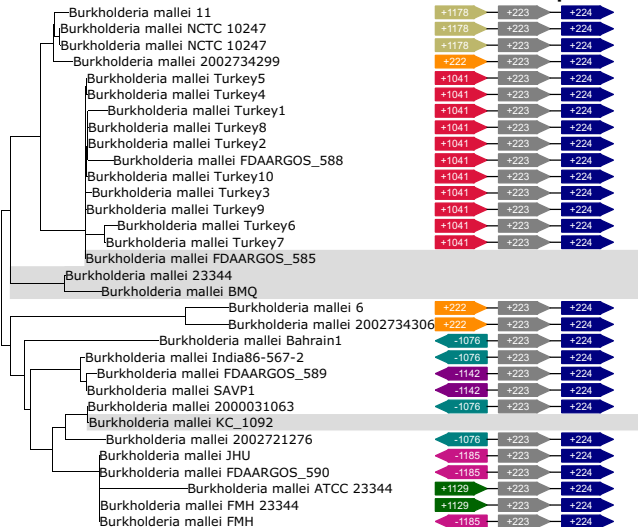 Burkholderia mallei 11 +1178 +223 +224
Burkholderia mallei NCTC 10247 +1178 +223 +224
Burkholderia mallei NCTC 10247 +1178 +223 +224
Burkholderia mallei 2002734299 +222 +223 +224
Burkholderia mallei Turkey5 +1041 +223 +224
Burkholderia mallei Turkey4 +1041 +223 +224
Burkholderia mallei Turkey1 +1041 +223 +224
Burkholderia mallei Turkey8 +1041 +223 +224
Burkholderia mallei Turkey2 +1041 +223 +224
Burkholderia mallei FDAARGOS_588 +1041 +223 +224
Burkholderia mallei Turkey10 +1041 +223 +224
Burkholderia mallei Turkey3 +1041 +223 +224
Burkholderia mallei Turkey9 +1041 +223 +224
Burkholderia mallei Turkey6 +1041 +223 +224
Burkholderia mallei Turkey7 +1041 +223 +224
Burkholderia mallei FDAARGOS_585
Burkholderia mallei 23344
Burkholderia mallei BMQ
Burkholderia mallei 6 +222 +223 +224
Burkholderia mallei 2002734306 +222 +223 +224
Burkholderia mallei Bahrain1 -1076 +223 +224
Burkholderia mallei India86-567-2 -1076 +223 +224
Burkholderia mallei FDAARGOS_589 -1142 +223 +224
Burkholderia mallei SAVP1 -1142 +223 +224
Burkholderia mallei 2000031063 -1076 +223 +224
Burkholderia mallei KC_1092
Burkholderia mallei 2002721276 -1076 +223 +224
Burkholderia mallei JHU -1185 +223 +224
Burkholderia mallei FDAARGOS_590 -1185 +223 +224
Burkholderia mallei ATCC 23344 +1129 +223 +224
Burkholderia mallei FMH 23344 +1129 +223 +224
Burkholderia mallei FMH -1185 +223 +224